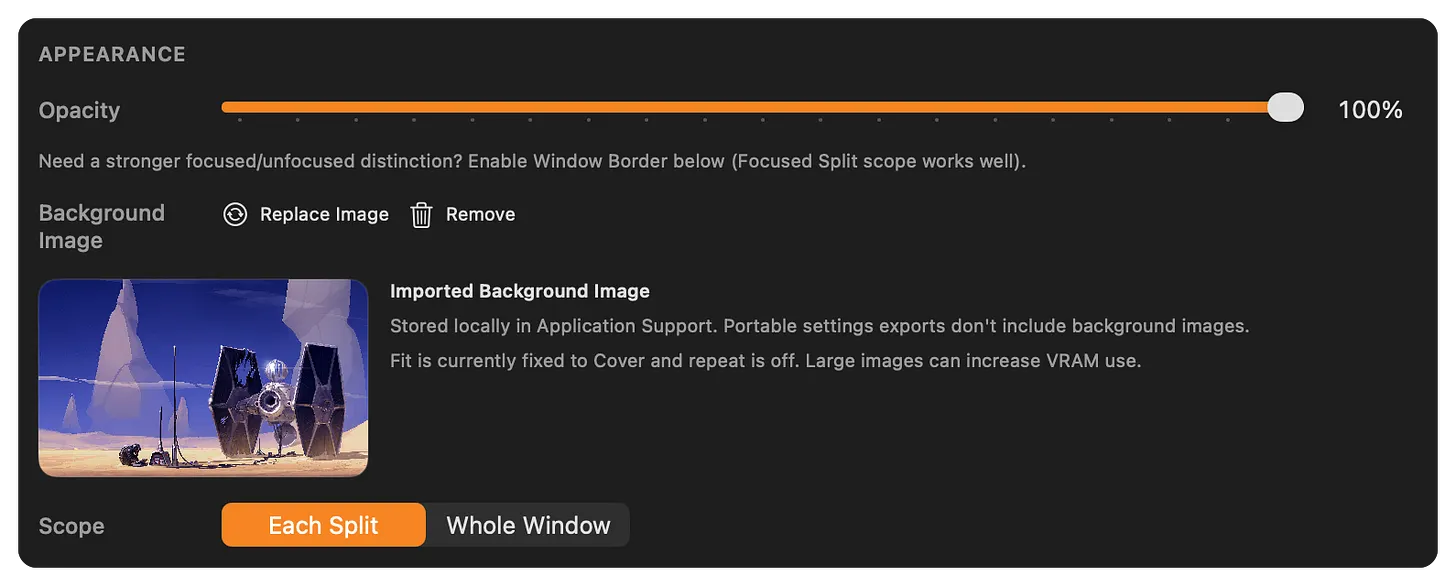 APPEARANCE
Opacity
100%
Need a stronger focused/unfocused distinction? Enable Window Border below (Focused Split scope works well).
Background
Image
Replace Image
Remove
Imported Background Image
Stored locally in Application Support. Portable settings exports don't include background images.
Fit is currently fixed to Cover and repeat is off. Large images can increase VRAM use.
Scope
Each Split
Whole Window